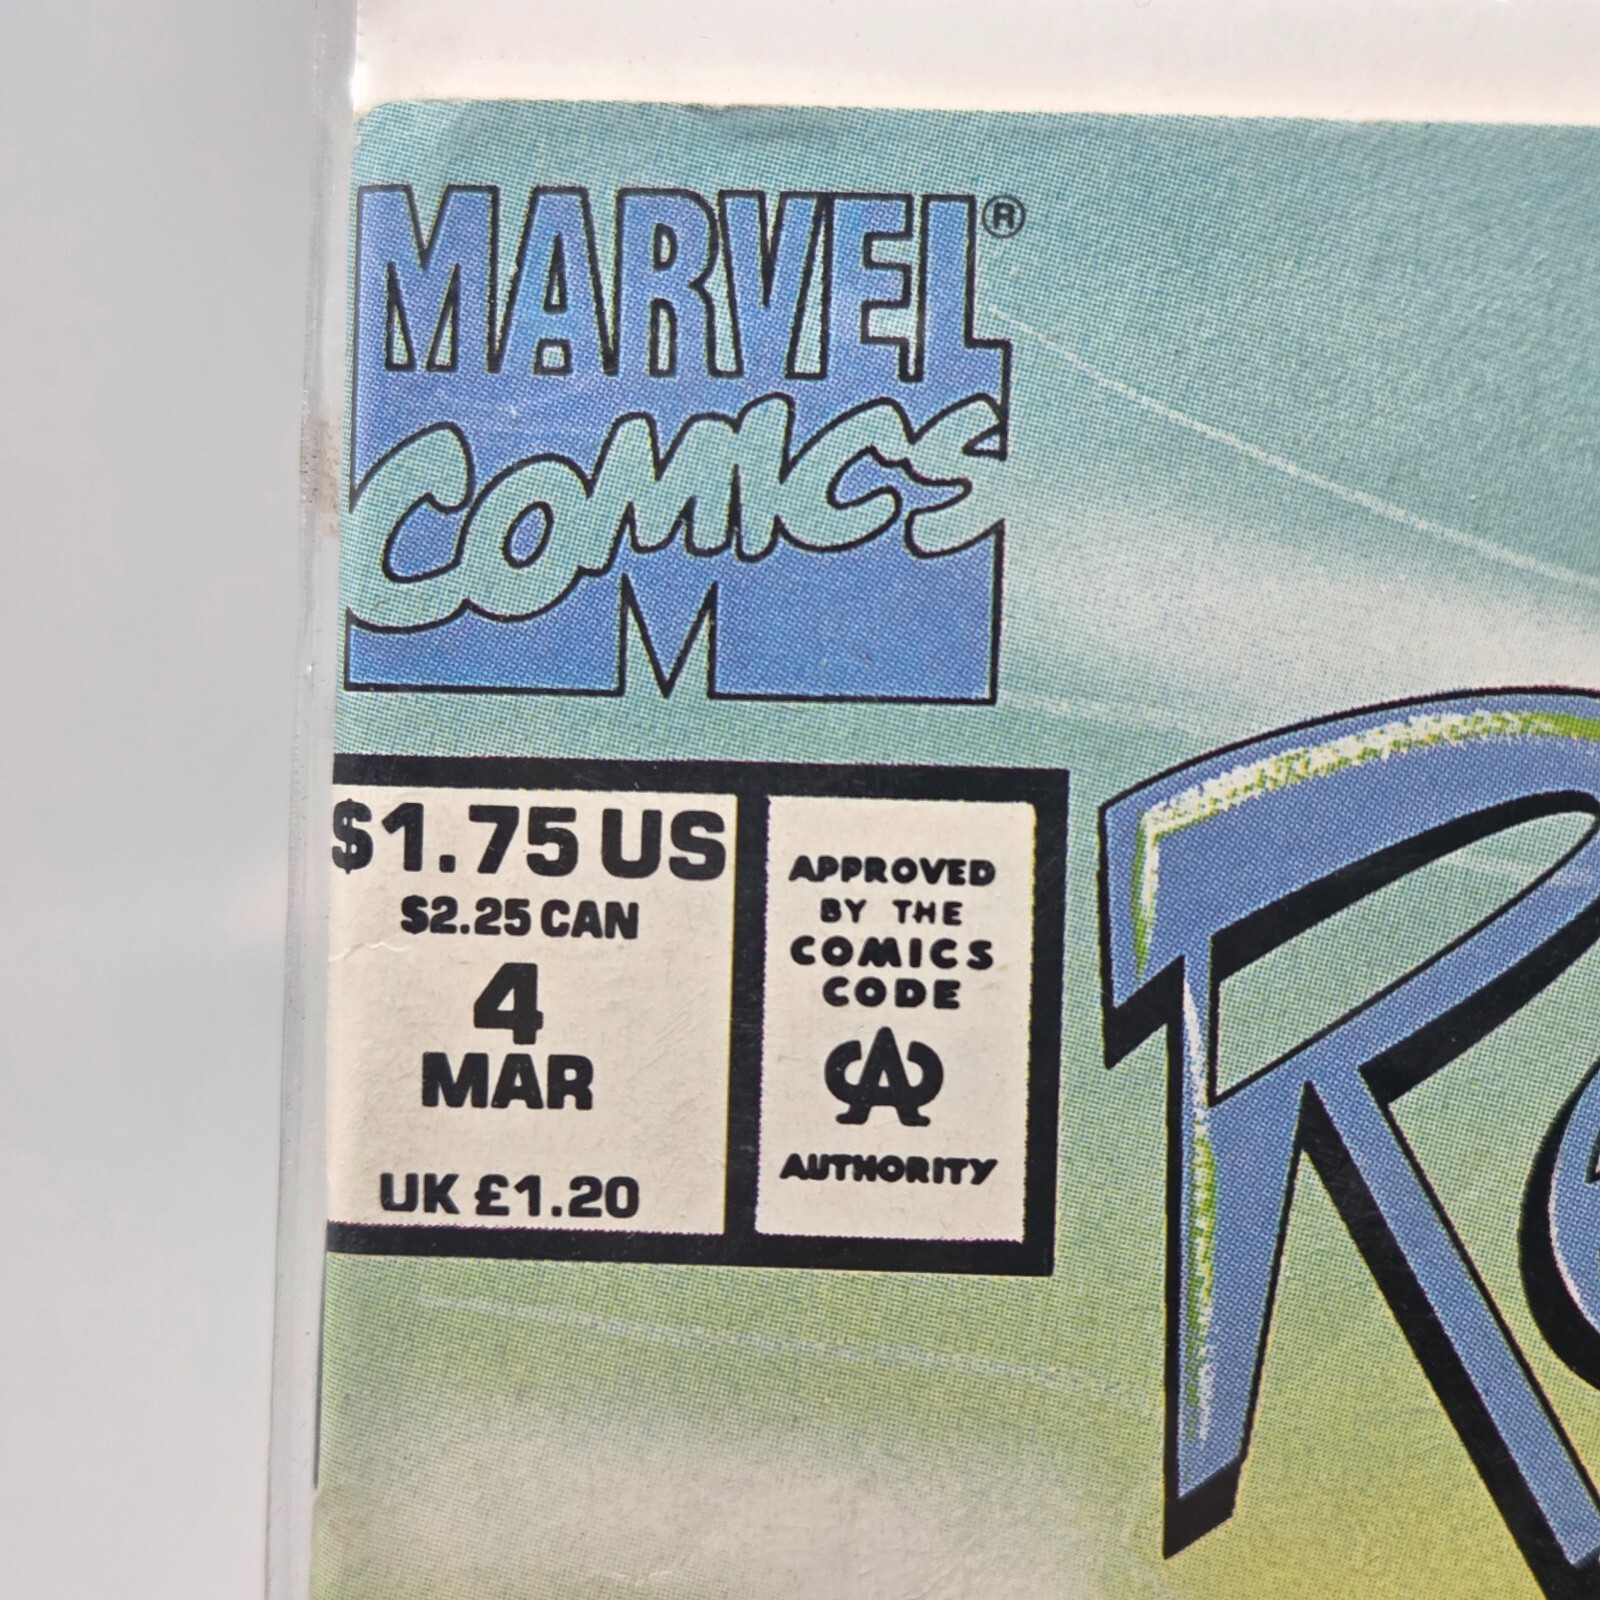 MARVEL®
COMICS
M
$1.75 US
$2.25 CAN
4
MAR
UK £1.20
APPROVED
BY THE
COMICS
CODE
CA
AUTHORITY